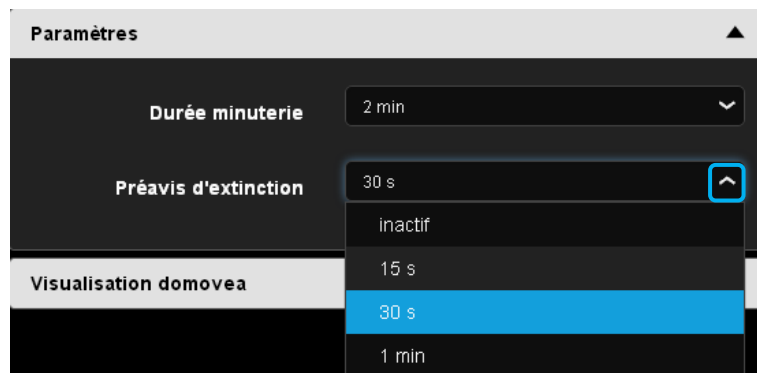 Paramètres
Durée minuterie
2 min
Préavis d'extinction
30 s
inactif
15 s
Visualisation domovea
30 s
1 min